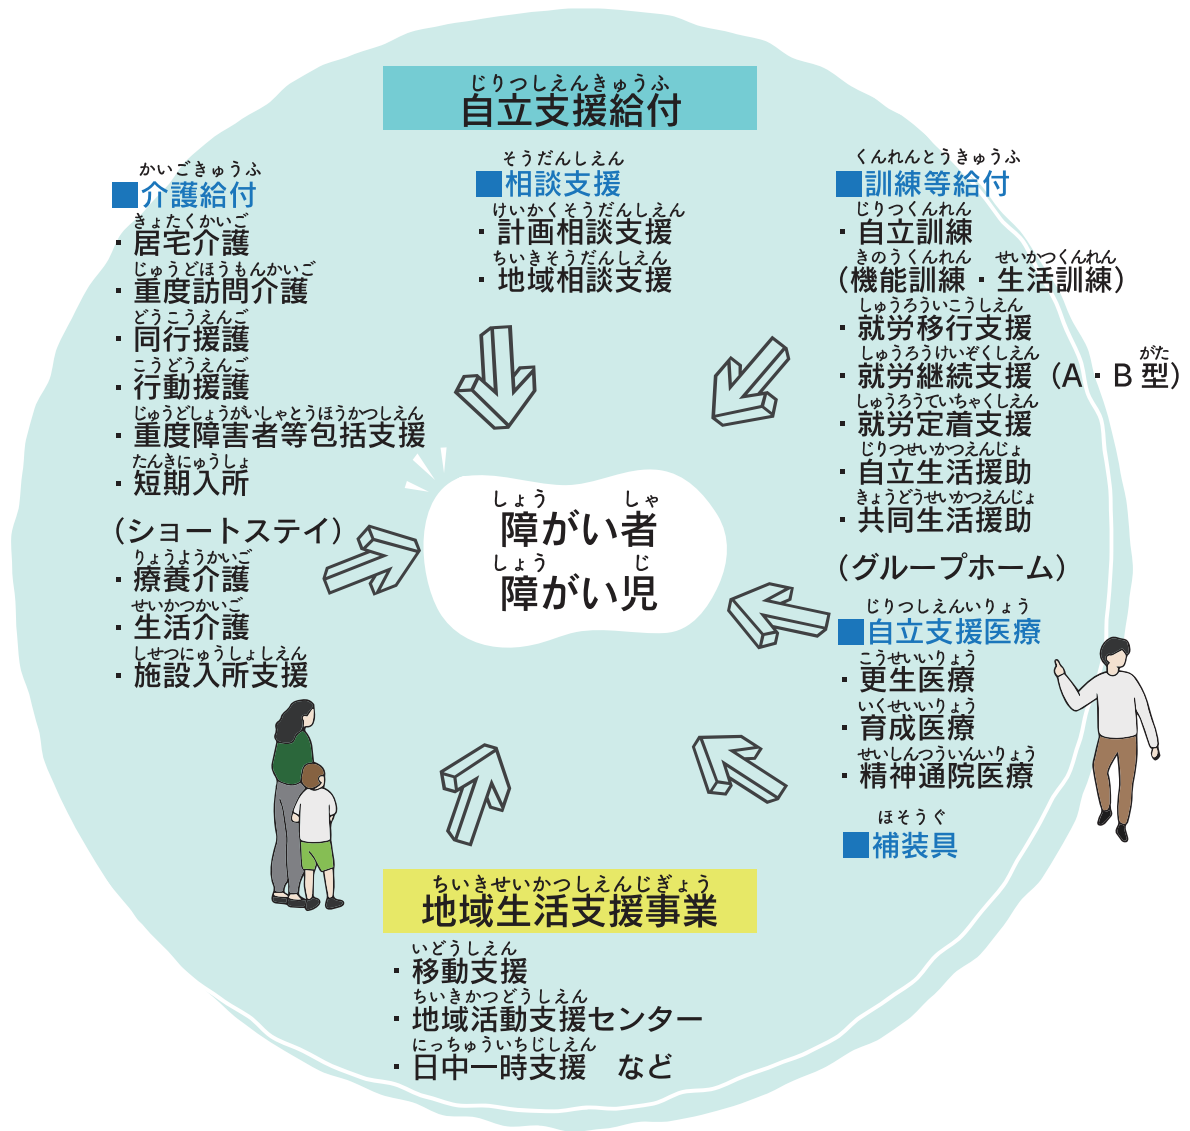 じりつしえんきゅうふ
自立支援給付
かいごきゅうふ
■介護給付
きょたくかいご
・居宅介護
じゅうどほうもんかいご
・重度訪問介護
どうこうえんご
・同行援護
こうどうえんご
・行動援護
じゅうどしょうがいしゃとうほうかつしえん
・重度障害者等包括支援
たんきにゅうしょ
・短期入所
（ショートステイ）
りょうようかいご
・療養介護
せいかつかいご
・生活介護
しせつにゅうしょしえん
・施設入所支援
そうだんしえん
■相談支援
けいかくそうだんしえん
・計画相談支援
ちいきそうだんしえん
・地域相談支援
くんれんとうきゅうふ
■訓練等給付
じりつくんれん
・自立訓練
きのうくんれん せいかつくんれん
（機能訓練・生活訓練）
しゅうろういこうしえん
・就労移行支援
しゅうろうけいぞくしえん がた
・就労継続支援（A・B型）
しゅうろうていちゃくしえん
・就労定着支援
じりつせいかつえんじょ
・自立生活援助
きょうどうせいかつえんじょ
・共同生活援助
（グループホーム）
じりつしえんいりょう
■自立支援医療
こうせいいりょう
・更生医療
いくせいいりょう
・育成医療
せいしんつういんいりょう
・精神通院医療
ほそうぐ
■補装具
しょう しゃ
障がい者
しょう じ
障がい児
ちいきせいかつしえんじぎょう
地域生活支援事業
いどうしえん
・移動支援
ちいきかつどうしえん
・地域活動支援センター
にっちゅういちじしえん
・日中一時支援　など